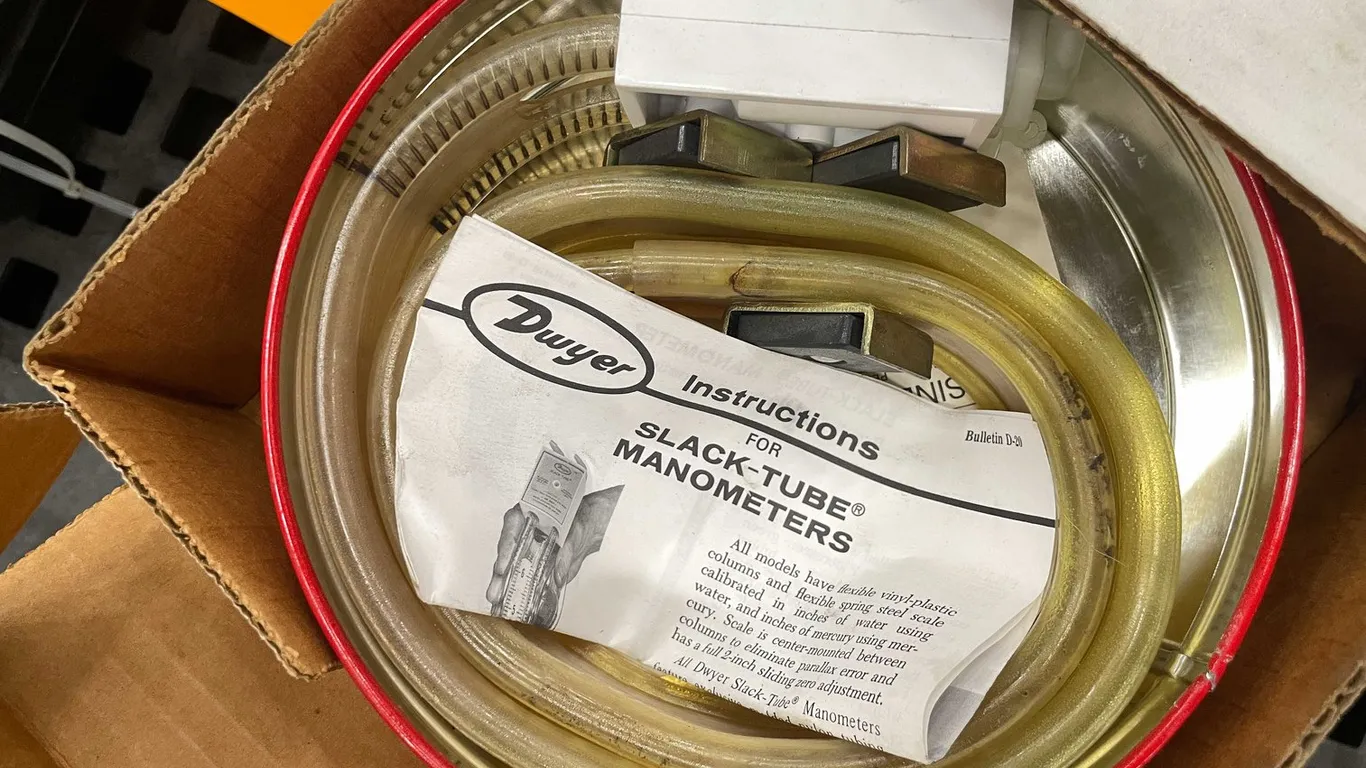 Dwyer
Instructions
FOR
SLACK-TUBE®
MANOMETERS
Bulletin D-20
All models have flexible vinyl-plastic
columns and flexible spring steel scale
calibrated in inches of water using
water, and inches of mercury using mer-
cury. Scale is center-mounted between
columns to eliminate parallax error and
has a full 2-inch sliding zero adjustment.
All Dwyer Slack-Tube® Manometers